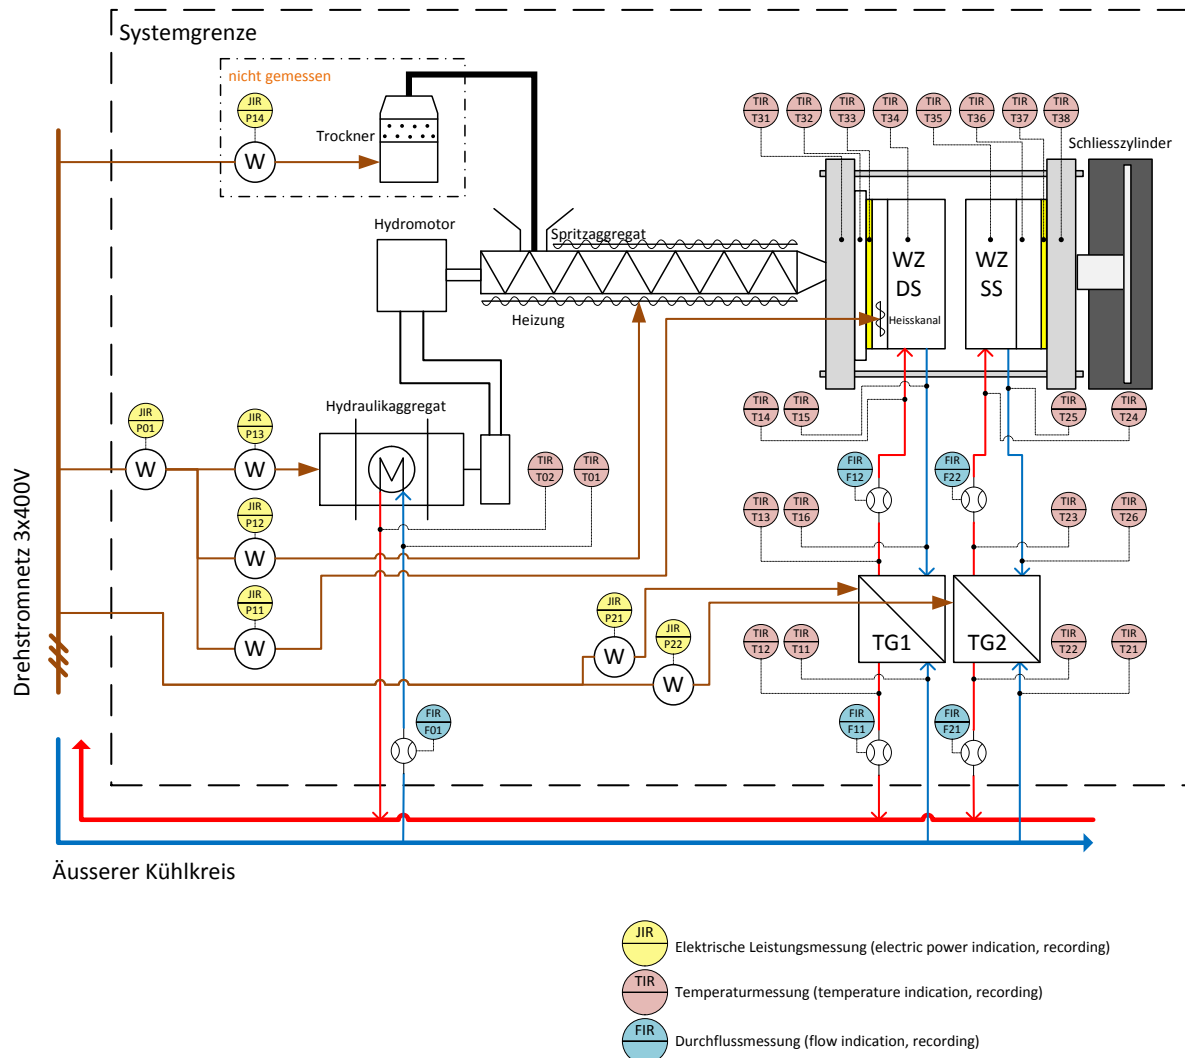 Systemgrenze
nicht gemessen
JIR
P14
W
Trockner
TIR
T31
TIR
T32
TIR
T33
TIR
T34
TIR
T35
TIR
T36
TIR
T37
TIR
T38
Schliesszylinder
Hydromotor
Spritzaggregat
Heizung
WZ
DS
Heisskanal
WZ
SS
Hydraulikaggregat
JIR
P01
W
JIR
P13
W
JIR
P12
W
JIR
P11
W
M
TIR
T02
TIR
T01
TIR
T14
TIR
T15
TIR
T25
TIR
T24
FIR
F12
FIR
F22
TIR
T13
TIR
T16
TIR
T23
TIR
T26
JIR
P21
W
JIR
P22
W
TG1
TG2
TIR
T12
TIR
T11
TIR
T22
TIR
T21
FIR
F01
FIR
F11
FIR
F21
Drehstromnetz 3x400V
Äusserer Kühlkreis
JIR
Elektrische Leistungsmessung (electric power indication, recording)
TIR
Temperaturmessung (temperature indication, recording)
FIR
Durchflussmessung (flow indication, recording)